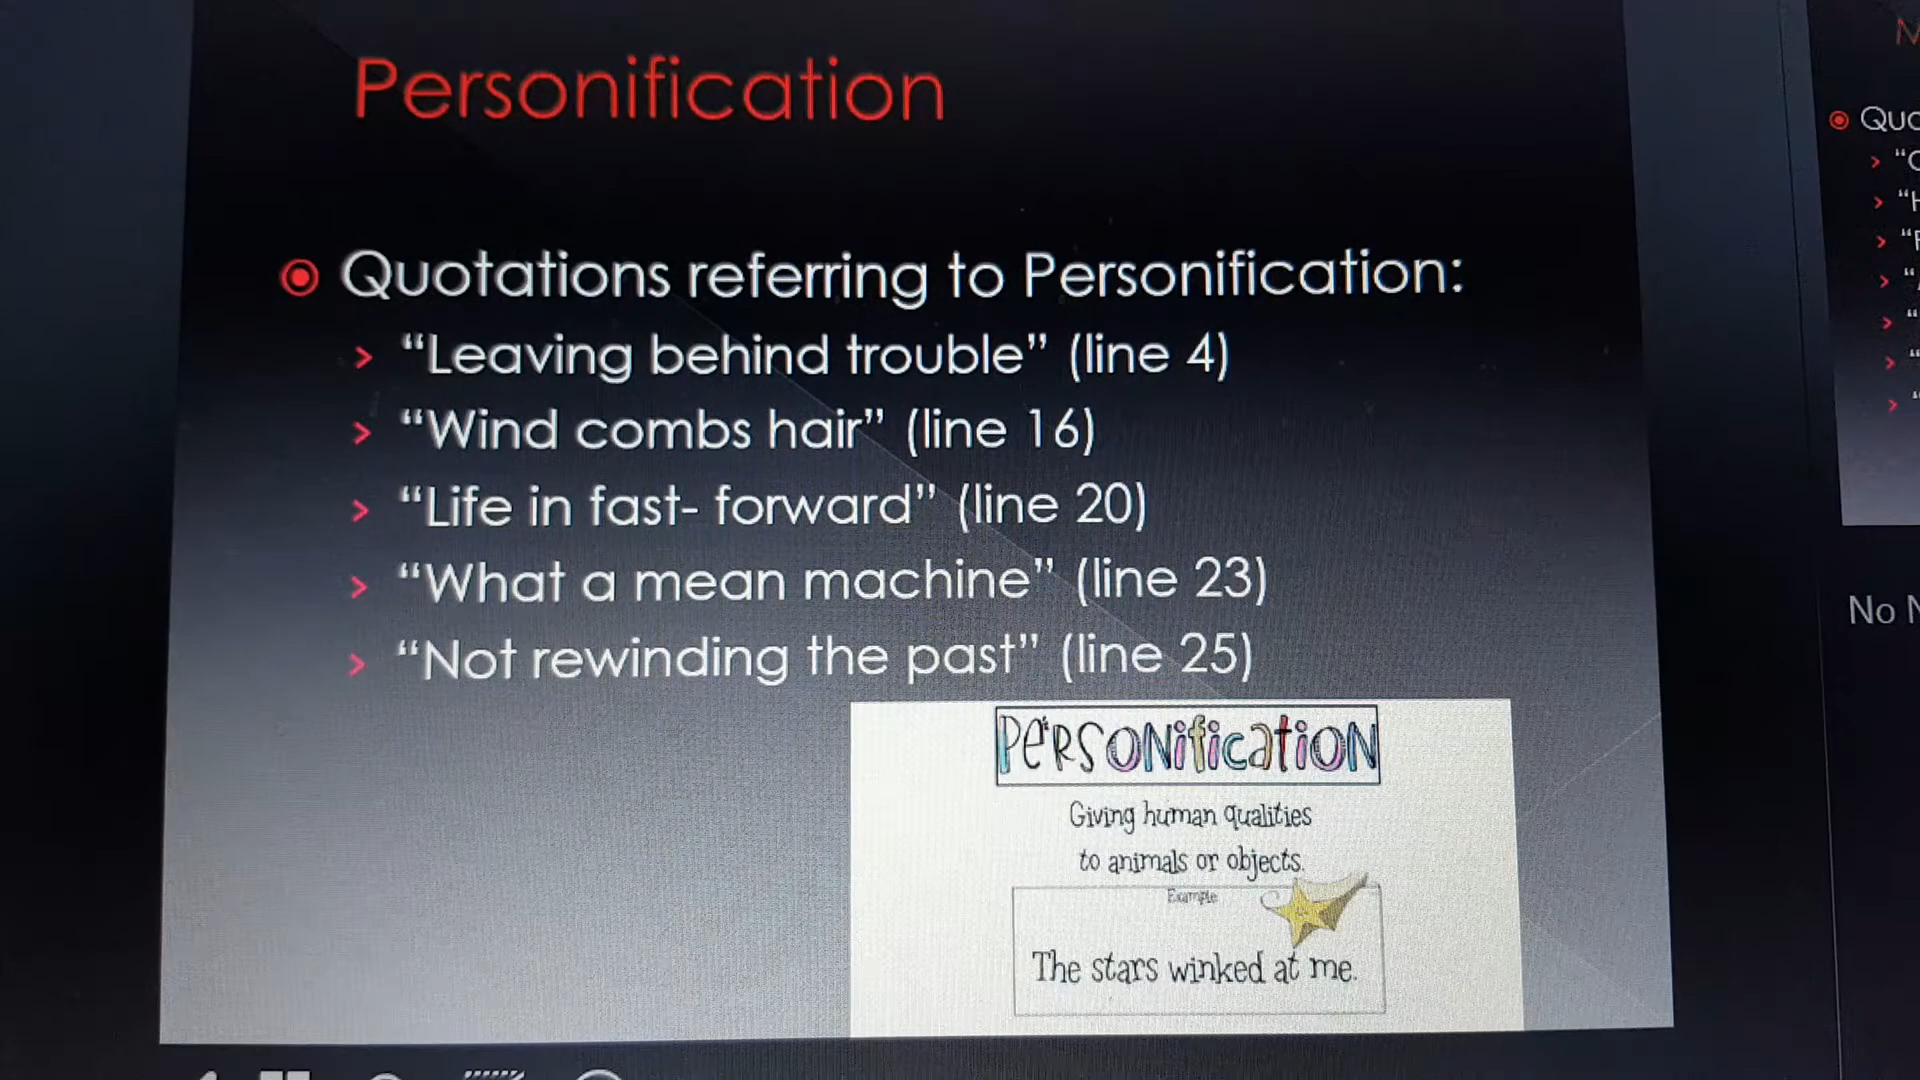 Personification
Quotations referring to Personification:
“Leaving behind trouble” (line 4)
“Wind combs hair” (line 16)
“Life in fast- forward” (line 20)
“What a mean machine” (line 23)
“Not rewinding the past” (line 25)
PERSONification
Giving human qualities
to animals or objects.
Example
The stars winked at me.
No